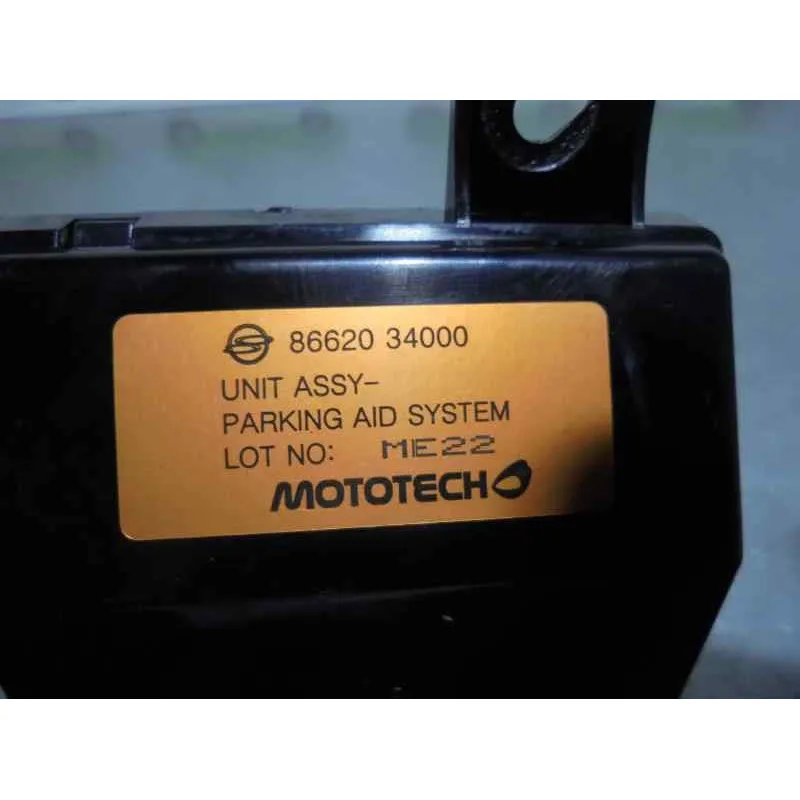 86620 34000
UNIT ASSY-
PARKING AID SYSTEM
LOT NO: ME22
MOTOTECH